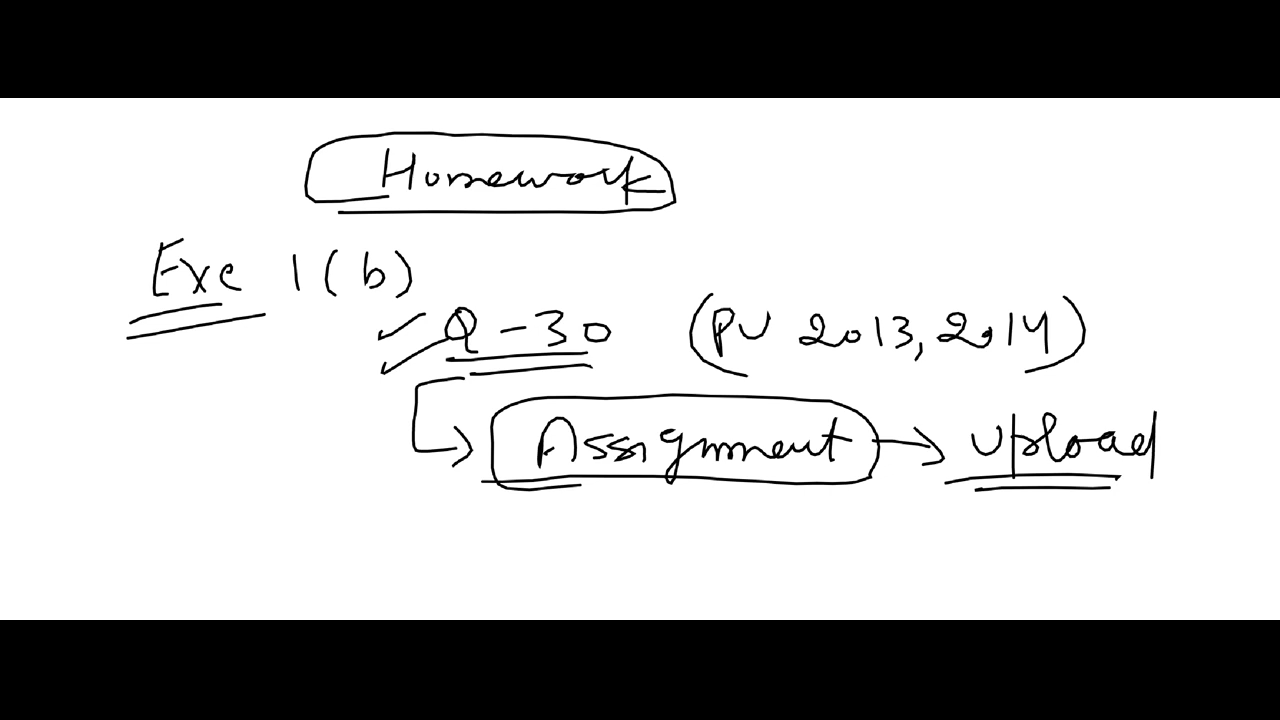 Homework
Exe 1(b)
Q-30 (PU 2013, 2014)
Assignment → Upload